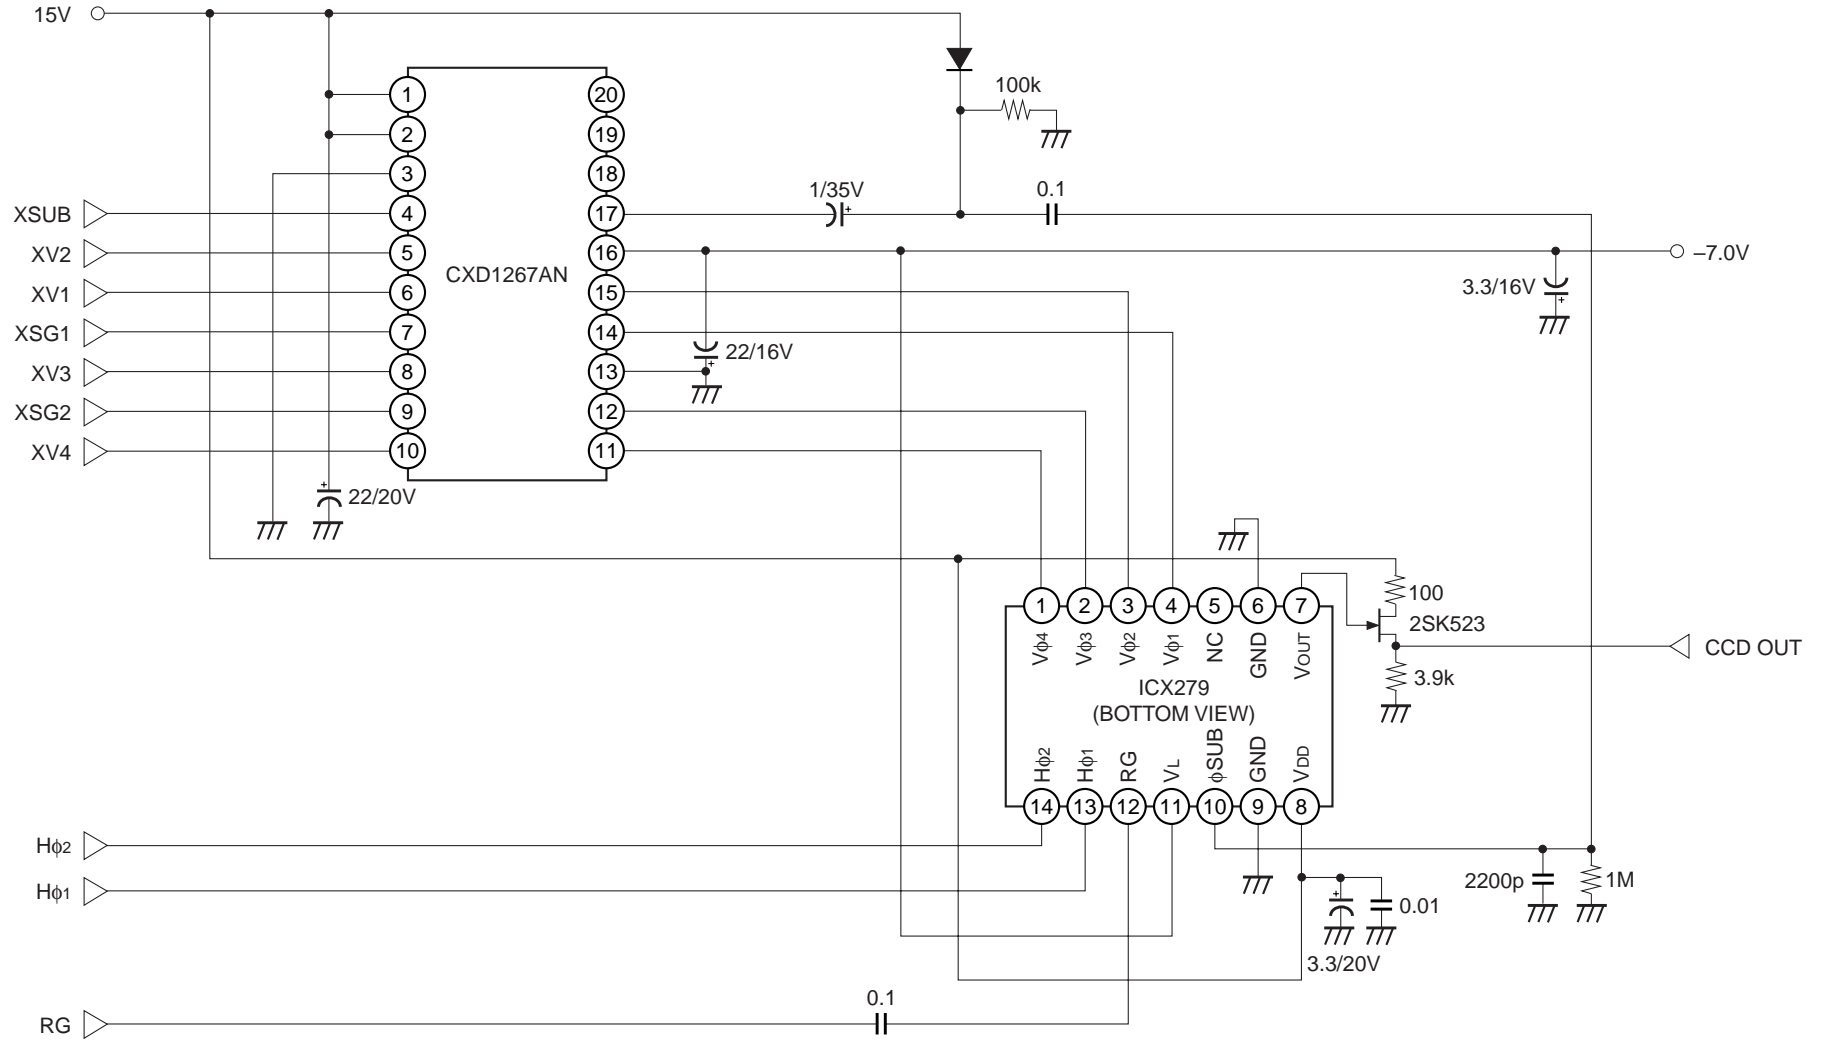 15V
100k
1
20
2
19
3
18
1/35V
0.1
XSUB
4
17
XV2
5
16
–7.0V
CXD1267AN
3.3/16V
+
XV1
6
15
XSG1
7
14
22/16V
+
XV3
8
13
XSG2
9
12
XV4
10
11
+
22/20V
100
1
2
3
4
5
6
7
2SK523
Vϕ4
Vϕ3
Vϕ2
Vϕ1
NC
GND
VOUT
CCD OUT
3.9k
ICX279
(BOTTOM VIEW)
Hϕ2
Hϕ1
RG
VL
ϕSUB
GND
VDD
14
13
12
11
10
9
8
Hϕ2
2200p
1M
Hϕ1
+
0.01
3.3/20V
0.1
RG